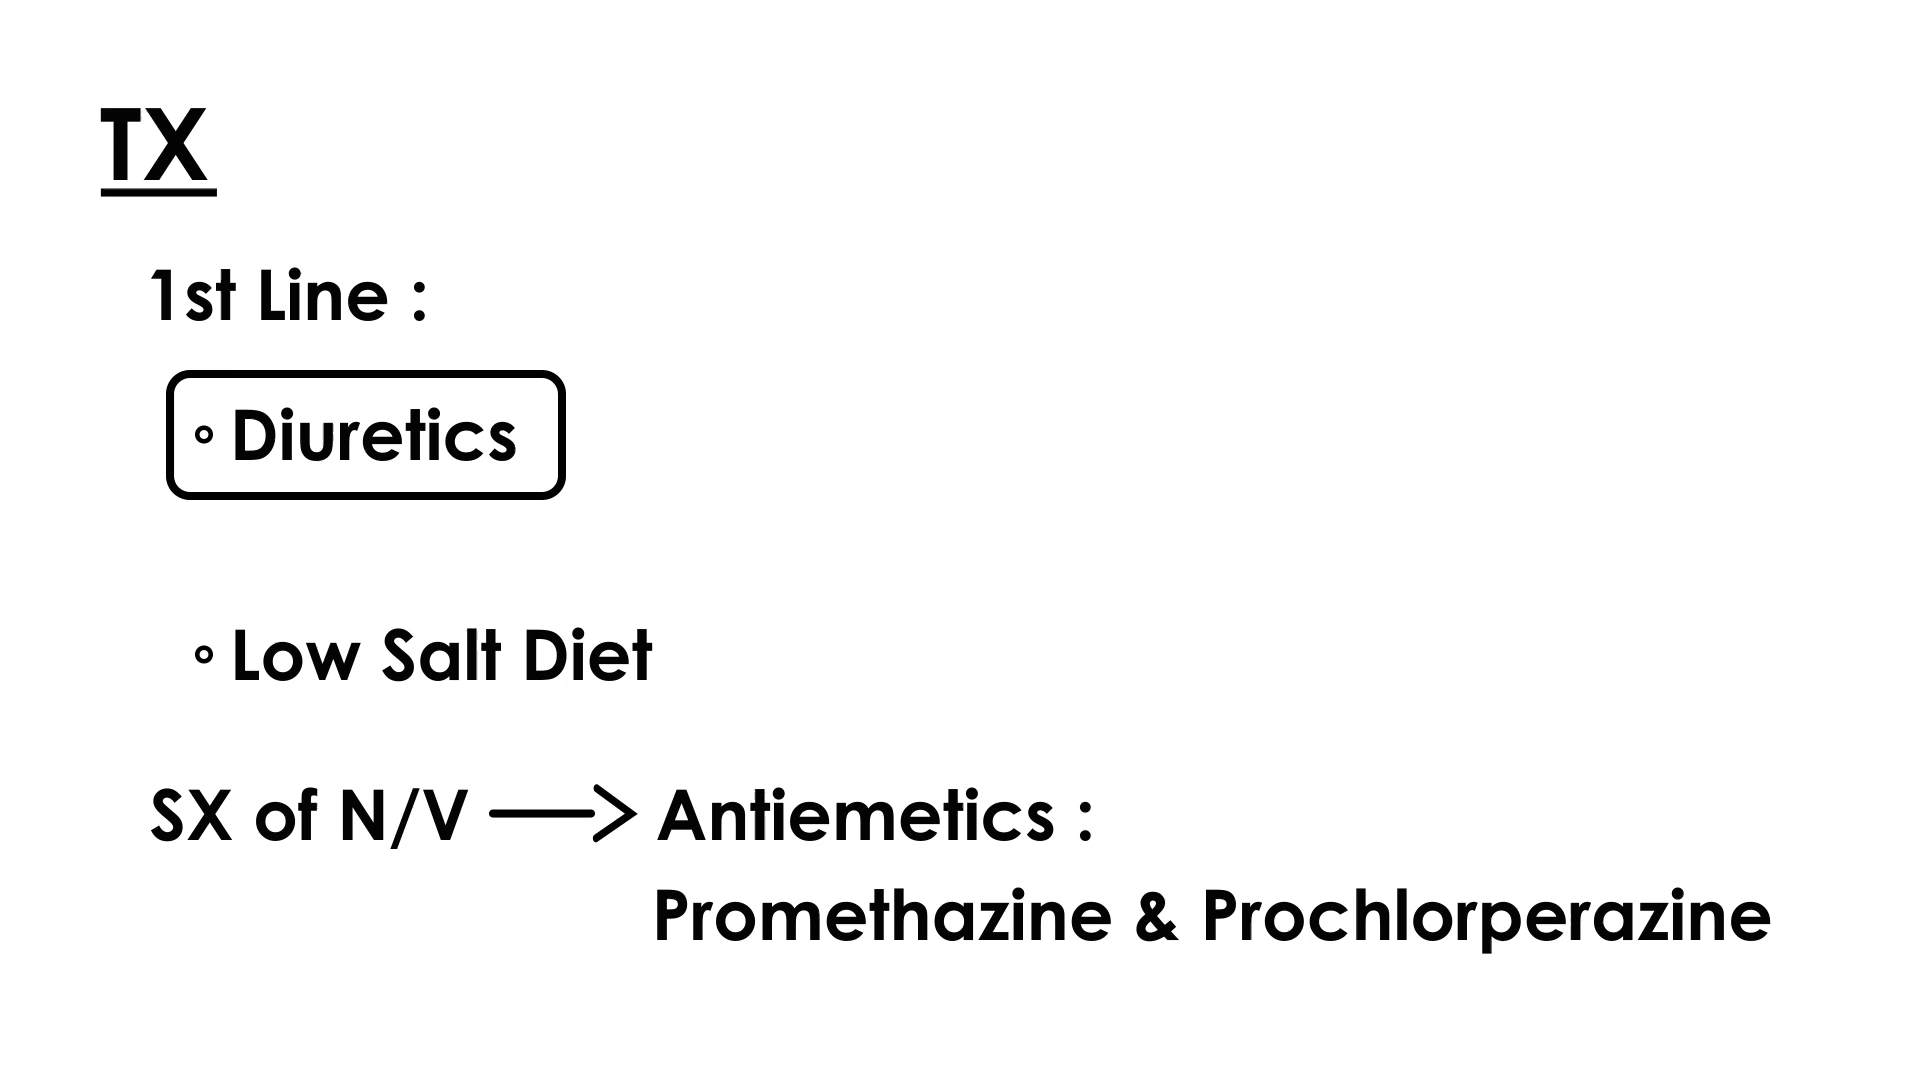 TX
1st Line :
◦ Diuretics
◦ Low Salt Diet
SX of N/V → Antiemetics :
Promethazine & Prochlorperazine